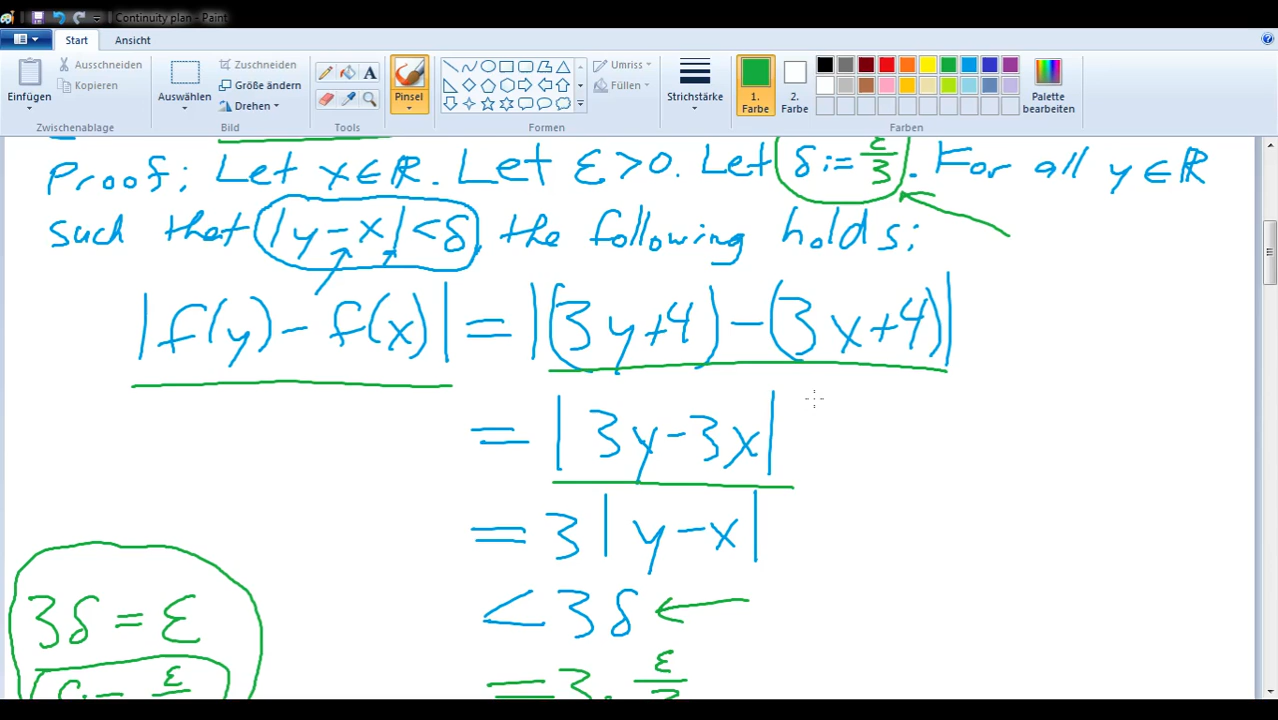 Continuity plan - Paint
Start Ansicht
Einfügen
Ausschneiden
Kopieren
Zwischenablage
Auswählen
Zuschneiden
Größe ändern
Drehen
Bild
A
Pinsel
Tools
Umriss
Füllen
Formen
Strichstärke
1. Farbe
2. Farbe
Palette bearbeiten
Farben
Proof: Let x∈ℝ. Let ε>0. Let δ:=ε/3. For all y∈ℝ
such that |y-x|<δ, the following holds:
|f(y)-f(x)| = |(3y+4)-(3x+4)|
= |3y-3x|
= 3|y-x|
<3δ
3δ = ε
= 3. ε/3